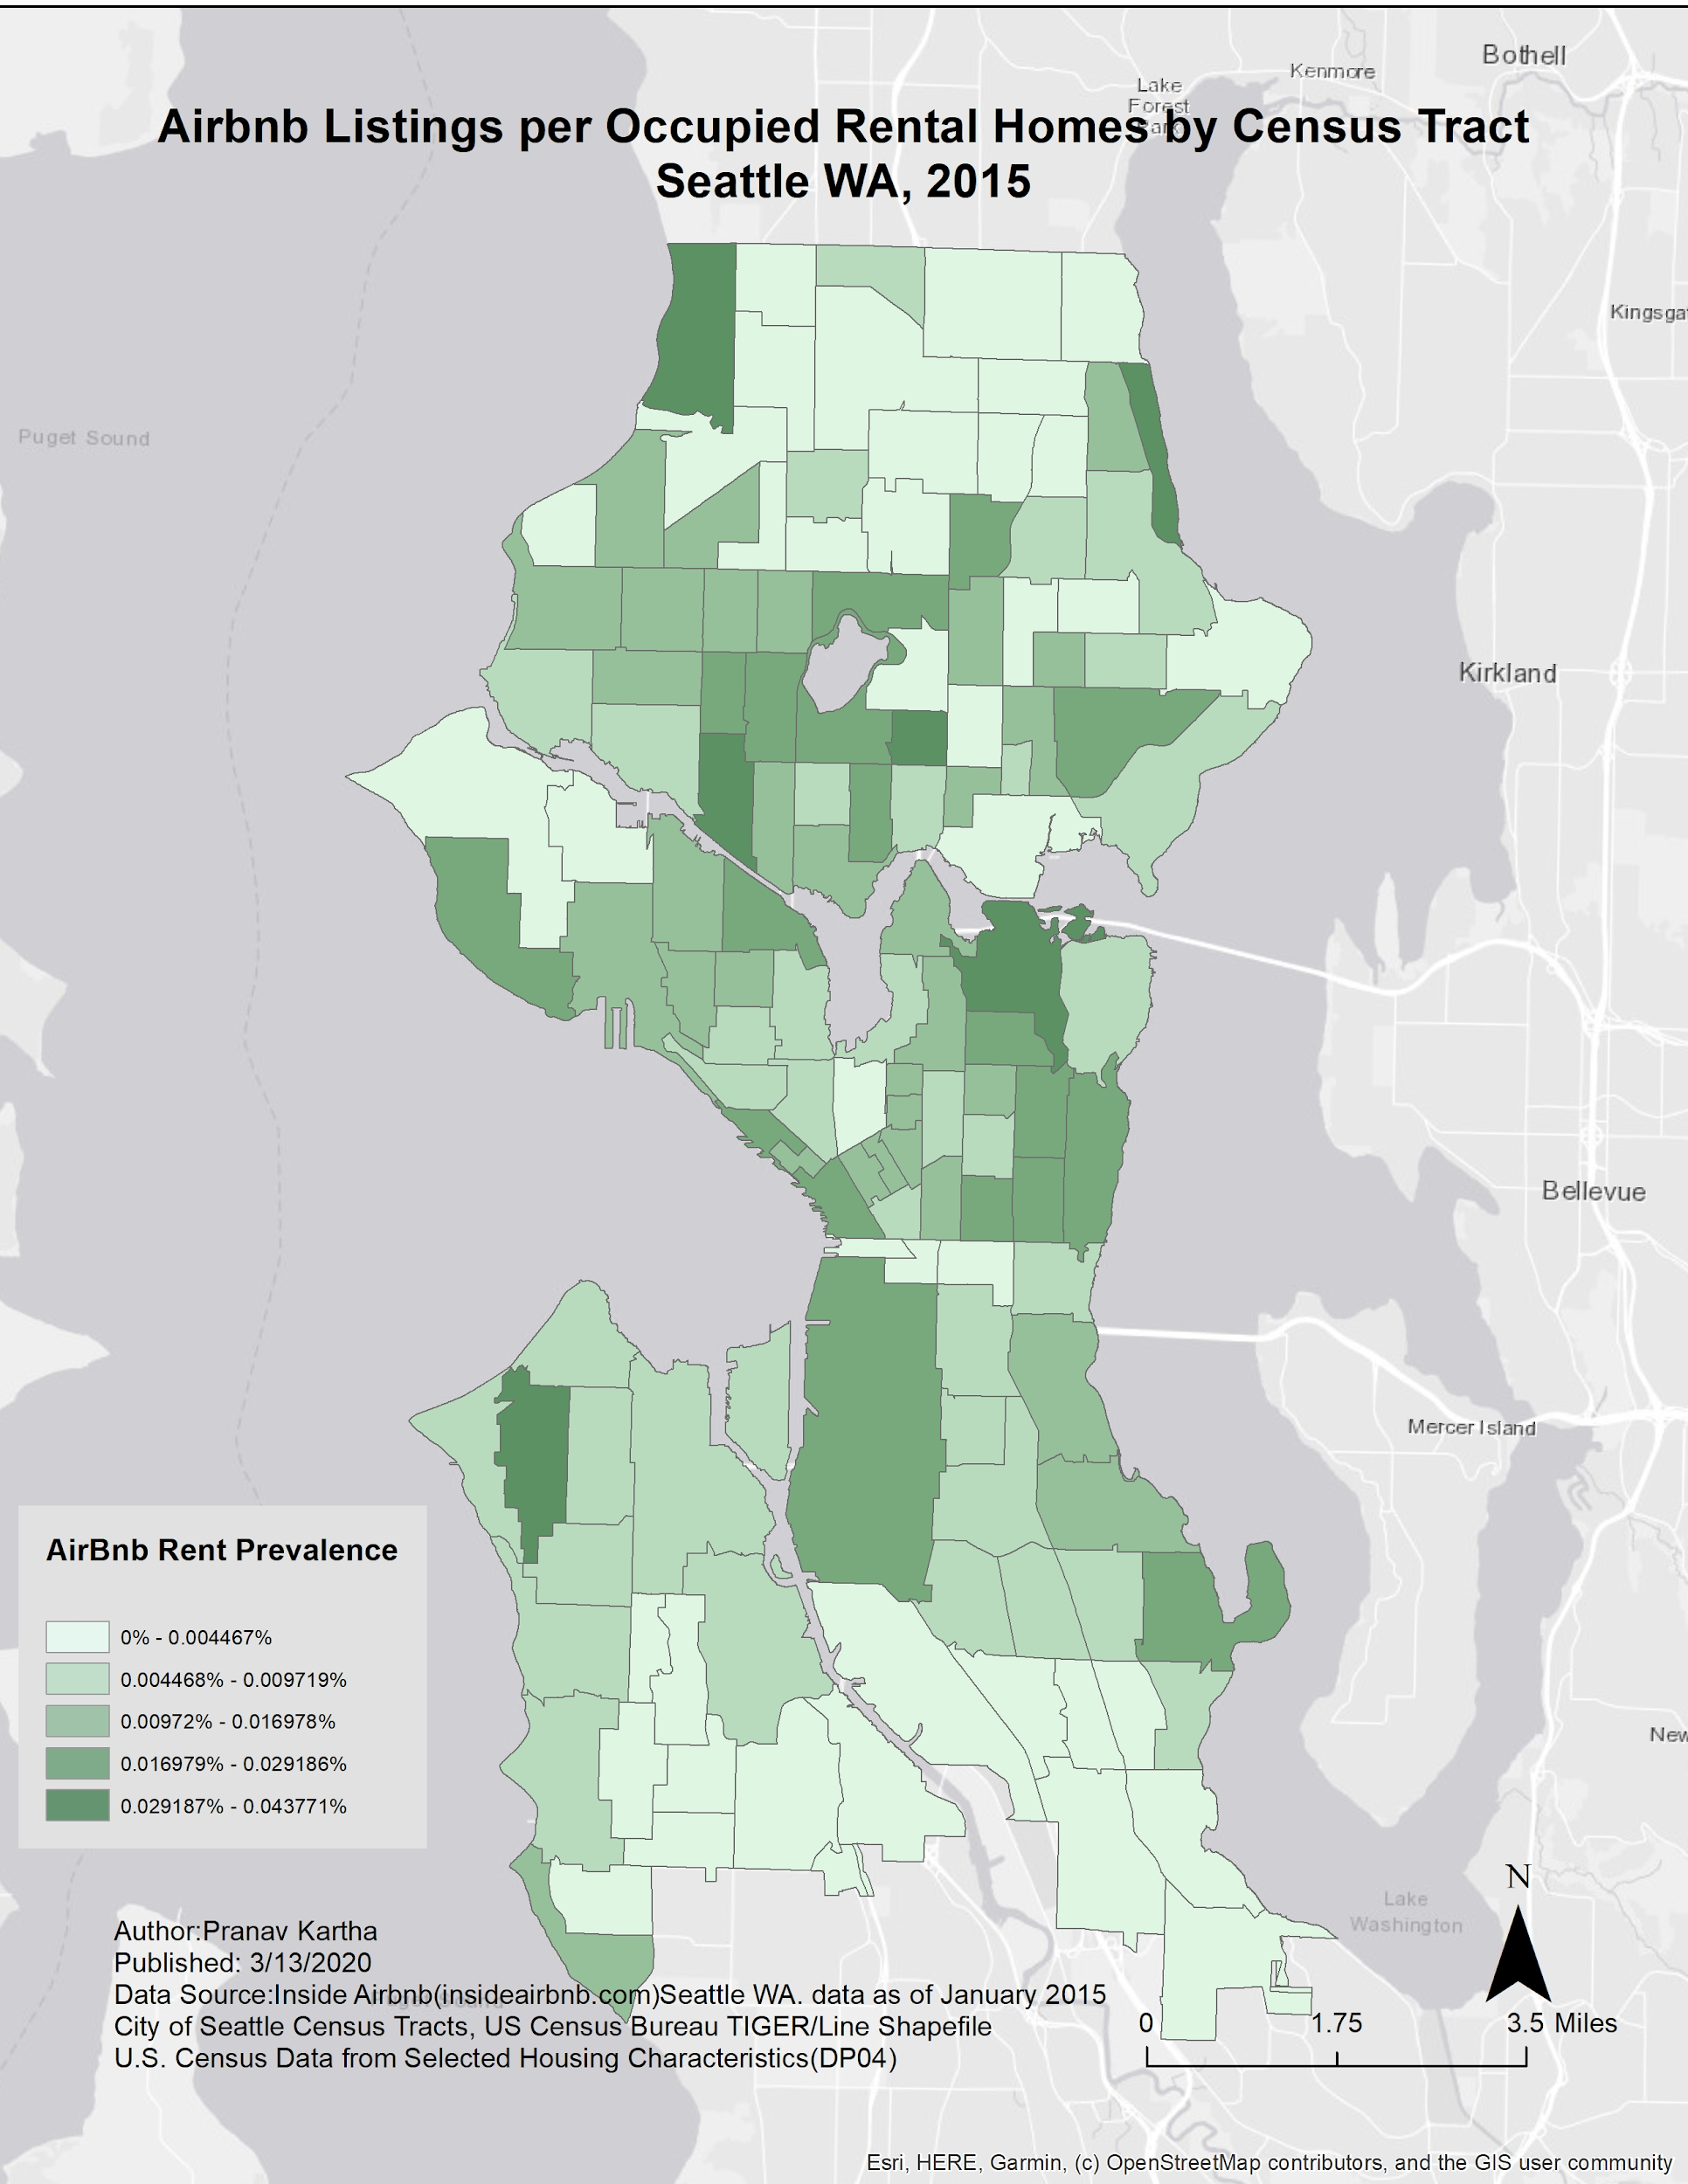 Bothell
Kenmore
Lake
Forest
Park
Airbnb Listings per Occupied Rental Homes by Census Tract
Seattle WA, 2015
Kingsgat
Puget Sound
Kirkland
Bellevue
Mercer Island
AirBnb Rent Prevalence
0% - 0.004467%
0.004468% - 0.009719%
0.00972% - 0.016978%
0.016979% - 0.029186%
0.029187% - 0.043771%
New
N
Lake
Washington
Author:Pranav Kartha
Published: 3/13/2020
Data Source:Inside Airbnb(insideairbnb.com)Seattle WA. data as of January 2015
City of Seattle Census Tracts, US Census Bureau TIGER/Line Shapefile
U.S. Census Data from Selected Housing Characteristics(DP04)
0 1.75 3.5 Miles
Esri, HERE, Garmin, (c) OpenStreetMap contributors, and the GIS user community